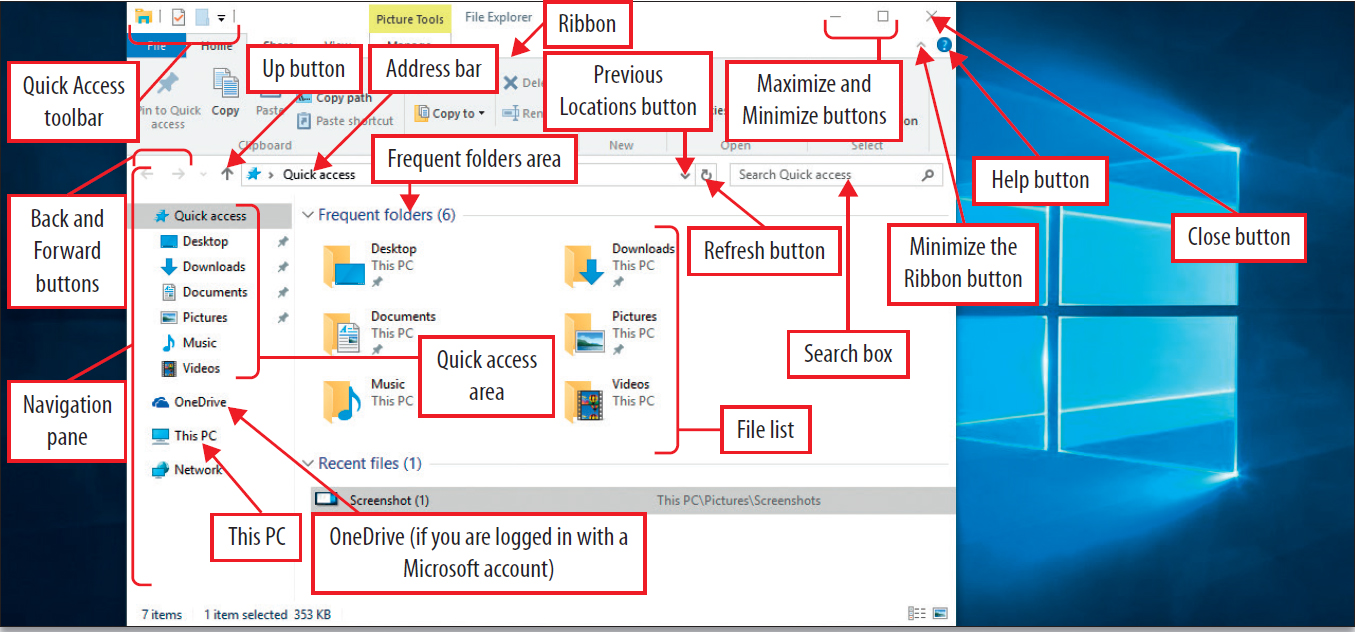 Picture Tools
File Explorer
File
Home
Ribbon
Quick Access
toolbar
Up button
Address bar
Previous
Locations button
Maximize and
Minimize buttons
to Quick
access
Copy
Paste
Copy path
Paste shortcut
Copy to
Clipboard
New
Open
Select
Frequent folders area
Help button
Quick access
Search Quick access
Back and
Forward
buttons
Close button
Minimize the
Ribbon button
Refresh button
Search box
Quick access
Desktop
Downloads
Documents
Pictures
Music
Videos
OneDrive
This PC
Network
Frequent folders (6)
Desktop
This PC
Downloads
This PC
Documents
This PC
Pictures
This PC
Music
This PC
Videos
This PC
Quick access
area
Navigation
pane
File list
Recent files (1)
Screenshot (1)
This PC\Pictures\Screenshots
This PC
OneDrive (if you are logged in with a
Microsoft account)
7 items
1 item selected 353 KB